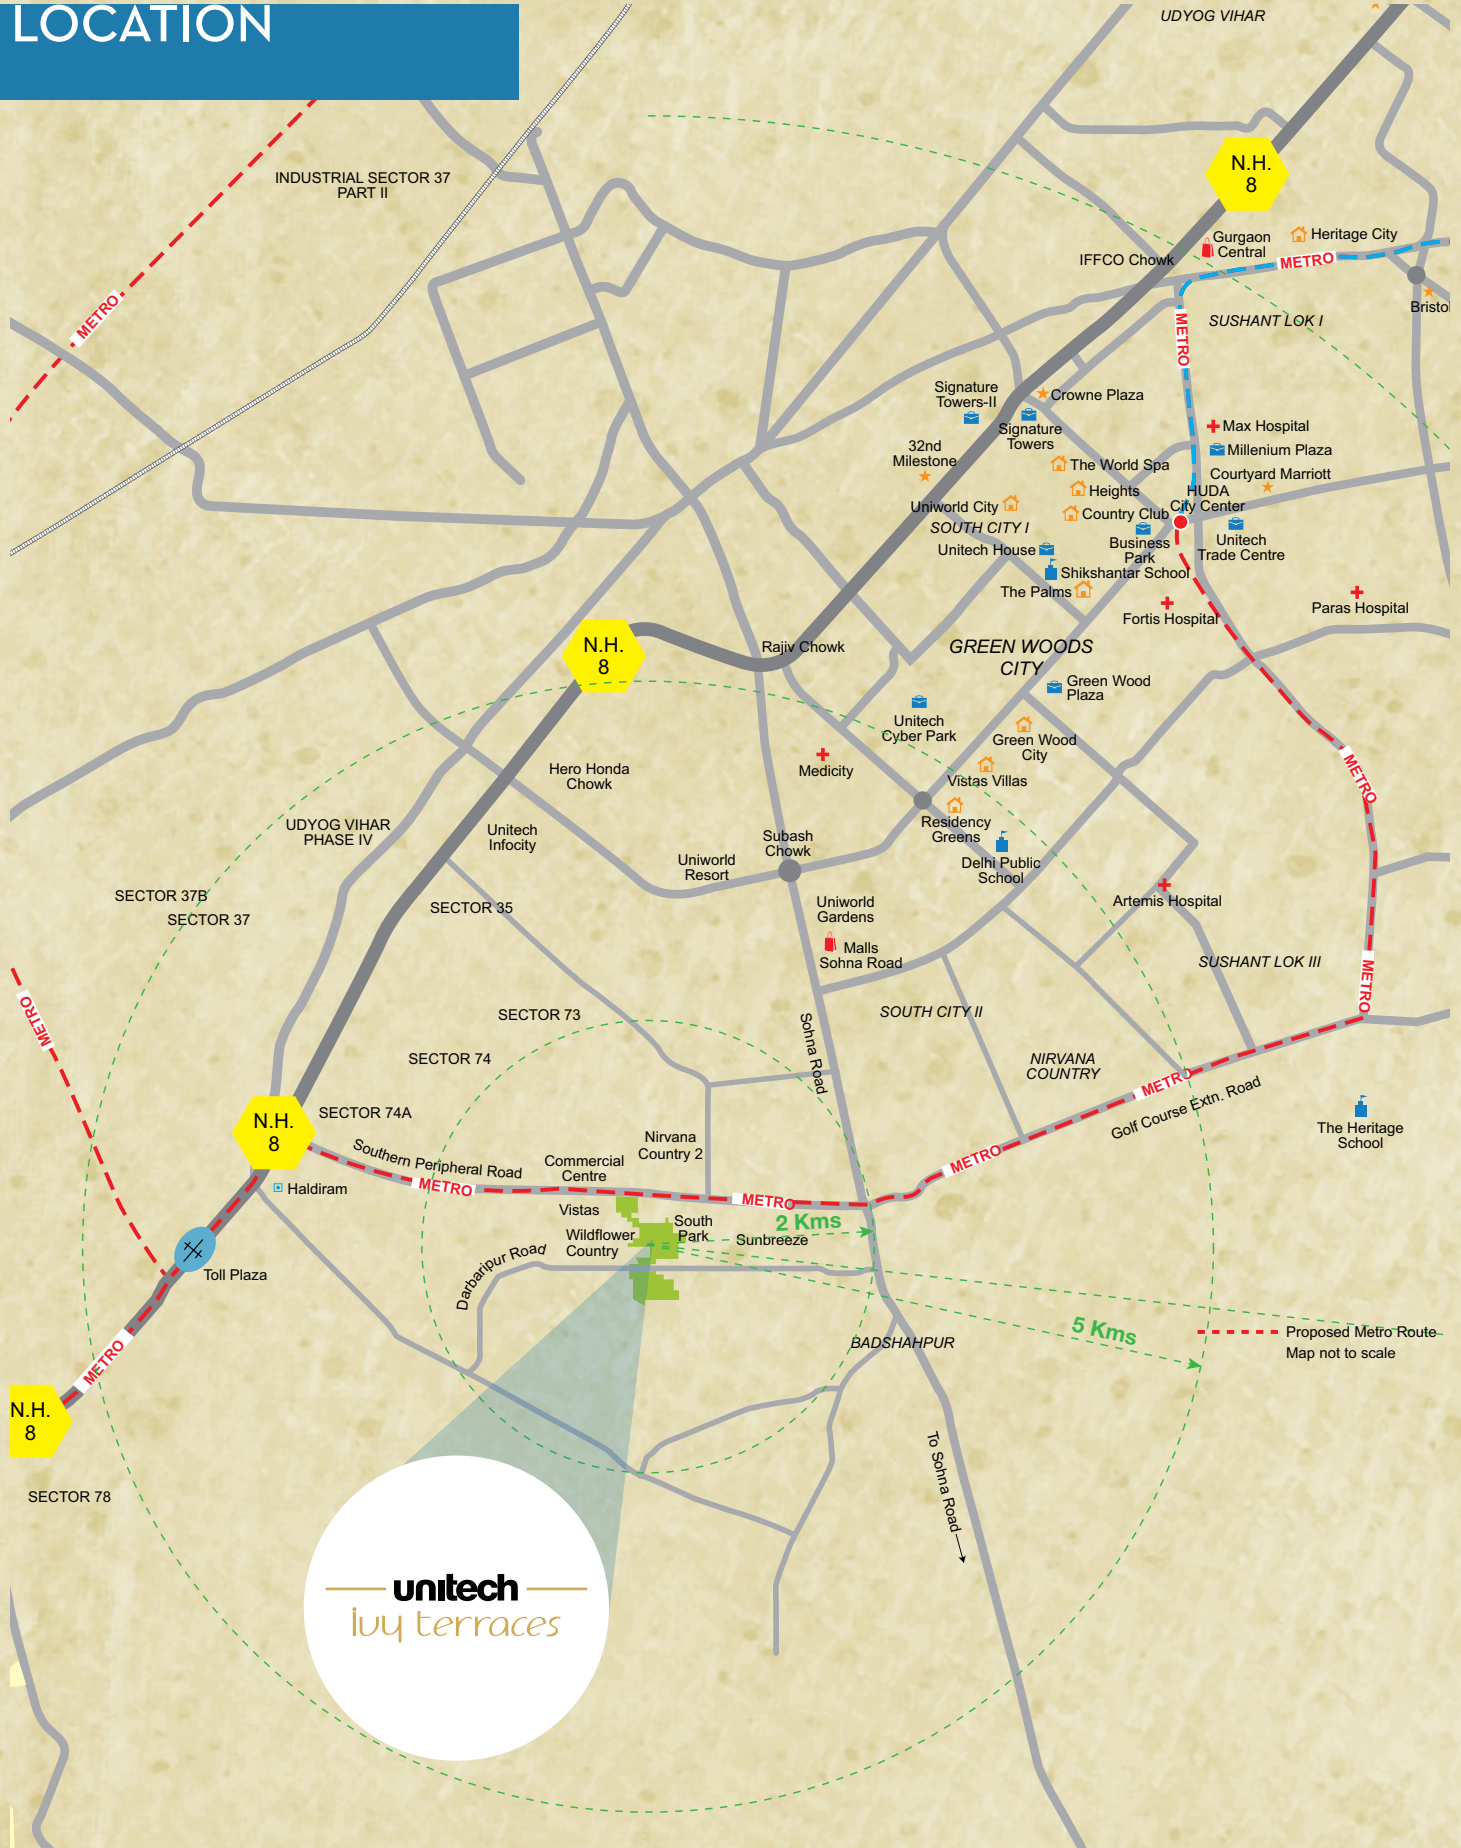 LOCATION
UDYOG VIHAR
INDUSTRIAL SECTOR 37
PART II
N.H.
8
Gurgaon
Central
Heritage City
IFFCO Chowk
METRO
METRO
Bristol
SUSHANT LOK I
METRO
Signature
Towers-II
Crowne Plaza
Signature
Towers
Max Hospital
32nd
Milestone
Millenium Plaza
The World Spa
Courtyard Marriott
Heights
HUDA
City Center
Uniworld City
Country Club
SOUTH CITY I
Business
Park
Unitech
Trade Centre
Unitech House
Shikshantar School
The Palms
Paras Hospital
Fortis Hospital
N.H.
8
Rajiv Chowk
GREEN WOODS
CITY
Green Wood
Plaza
Unitech
Cyber Park
Green Wood
City
Medicity
Vistas Villas
METRO
Hero Honda
Chowk
UDYOG VIHAR
PHASE IV
Unitech
Infocity
Residency
Greens
Subash
Chowk
Uniworld
Resort
Delhi Public
School
SECTOR 37B
SECTOR 37
SECTOR 35
Uniworld
Gardens
Artemis Hospital
Malls
Sohna Road
SUSHANT LOK III
METRO
METRO
SECTOR 73
SOUTH CITY II
Sohna Road
SECTOR 74
NIRVANA
COUNTRY
METRO
Golf Course Extn. Road
SECTOR 74A
N.H.
8
The Heritage
School
Southern Peripheral Road
Nirvana
Country 2
Commercial
Centre
METRO
METRO
METRO
Haldiram
Vistas
Wildflower
Country
South
Park
2 Kms
Sunbreeze
Darbaripur Road
Toll Plaza
5 Kms
Proposed Metro Route
Map not to scale
BADSHAHPUR
METRO
N.H.
8
To Sohna Road
SECTOR 78
unitech
ivy terraces